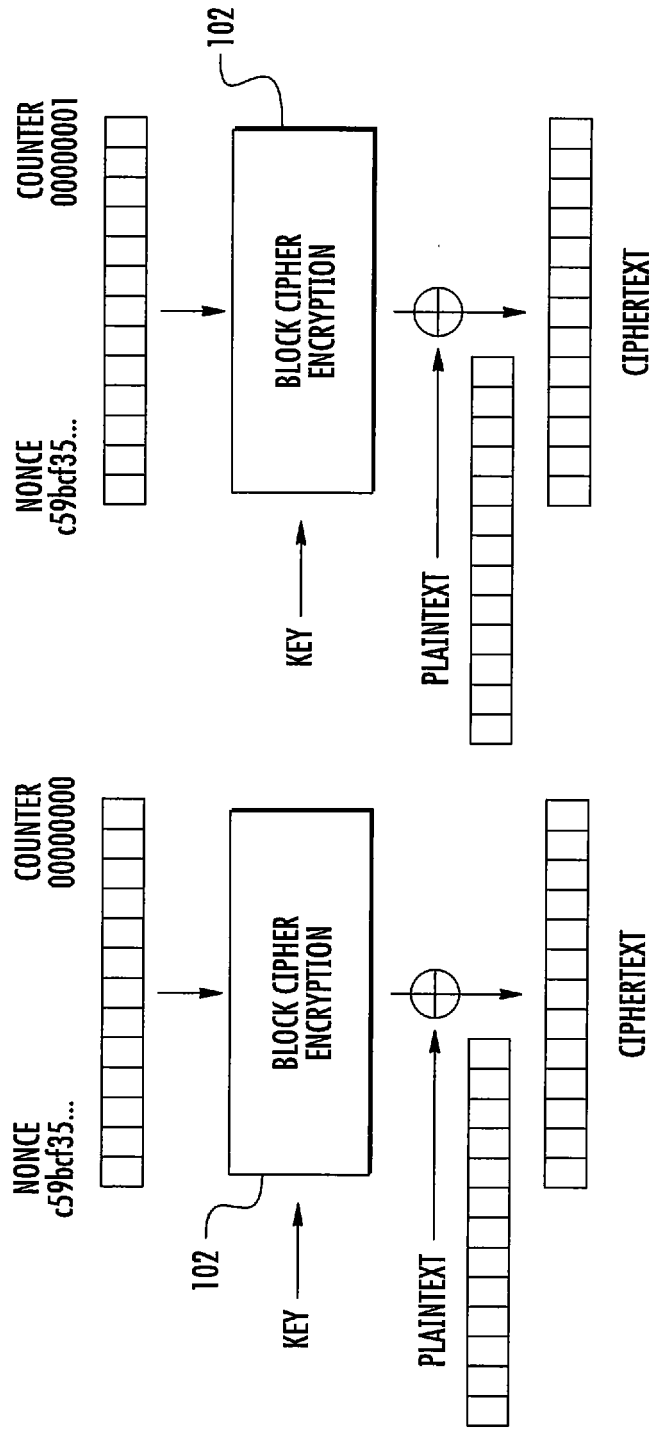 NONCE
c59bcf35...
COUNTER
00000000
102
KEY
BLOCK CIPHER
ENCRYPTION
PLAINTEXT
CIPHERTEXT
NONCE
c59bcf35...
COUNTER
00000001
102
KEY
BLOCK CIPHER
ENCRYPTION
PLAINTEXT
CIPHERTEXT